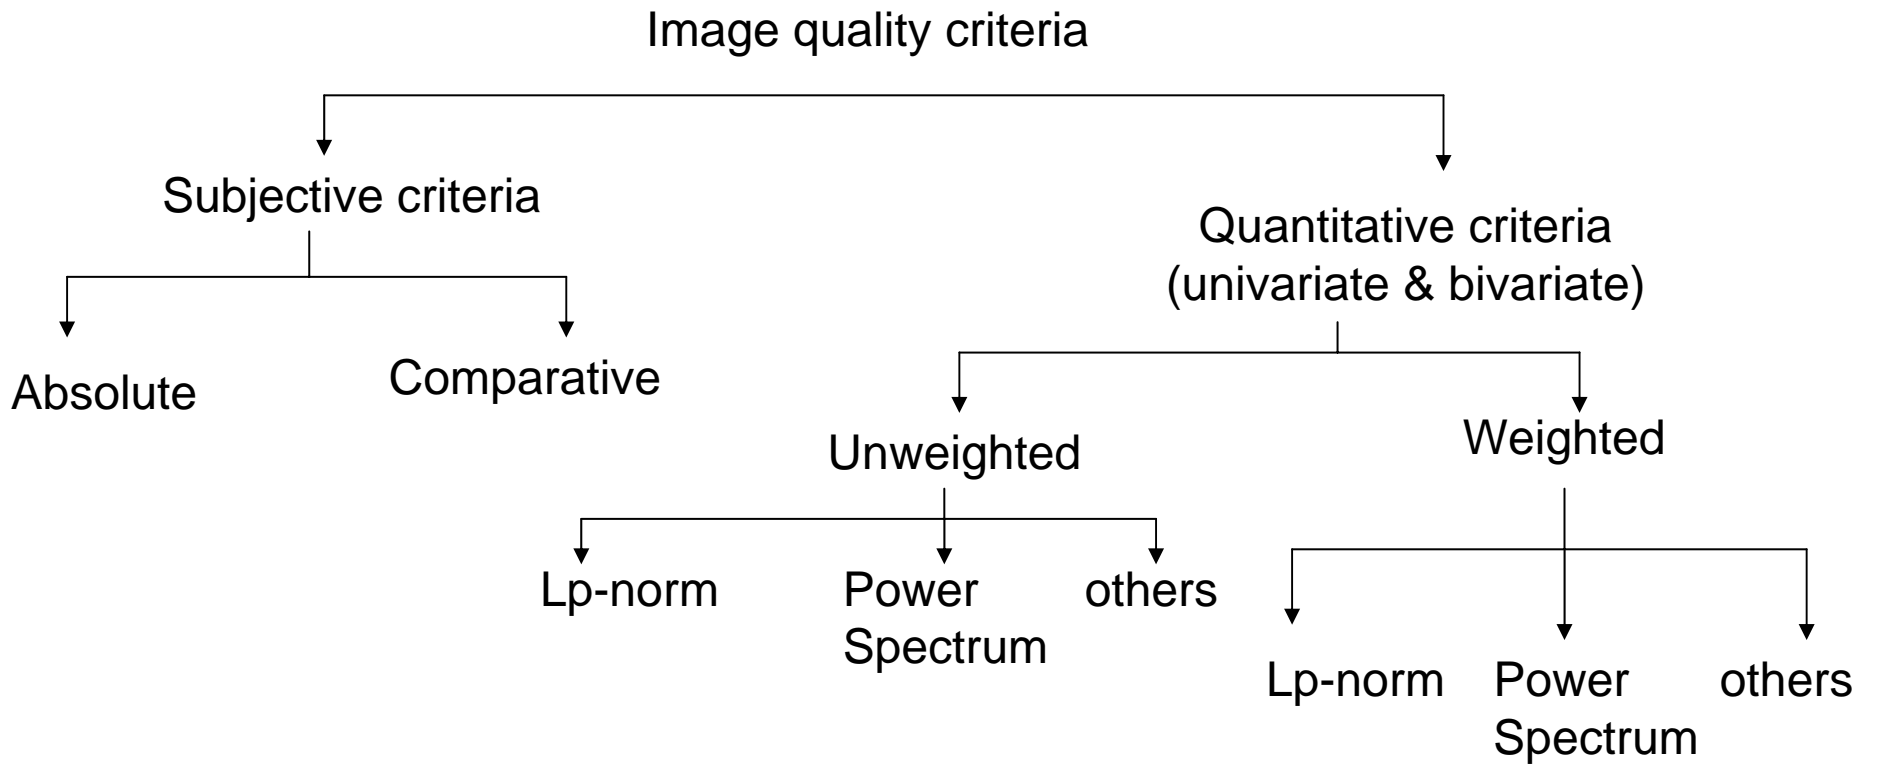 Image quality criteria
Subjective criteria
Quantitative criteria
(univariate & bivariate)
Absolute
Comparative
Unweighted
Weighted
Lp-norm
Power
Spectrum
others
Lp-norm
Power
Spectrum
others